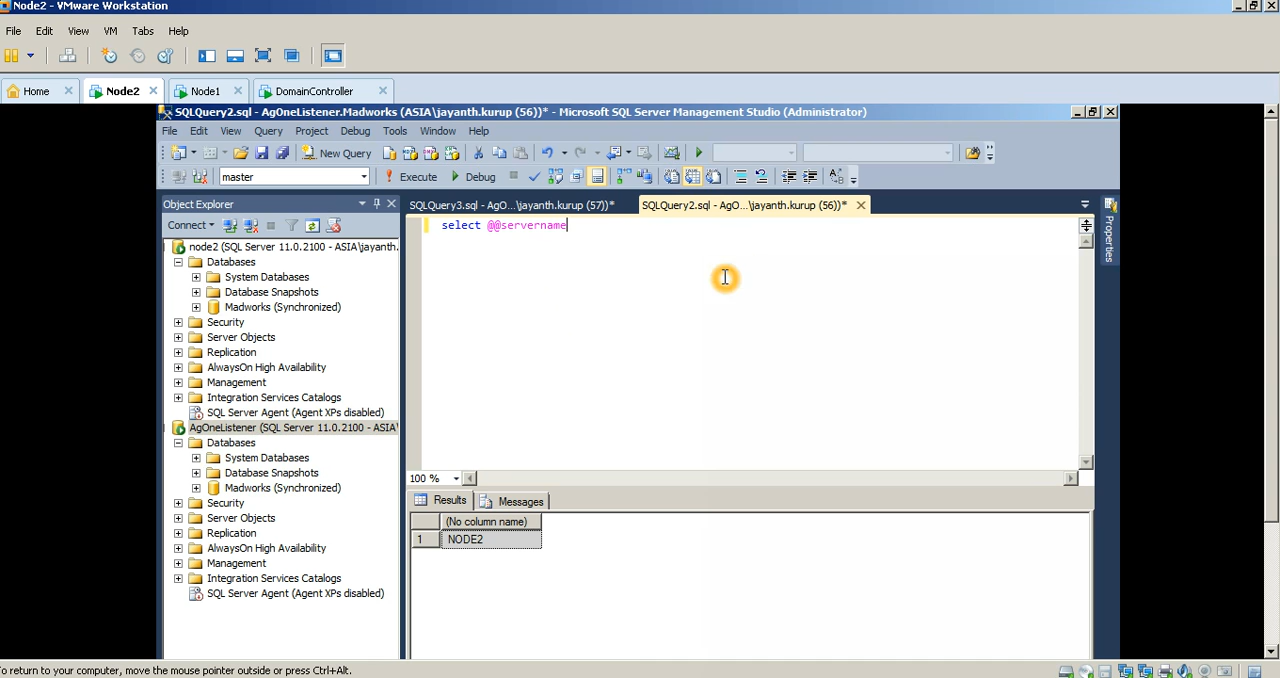 Node2 - VMware Workstation
File Edit View VM Tabs Help
Home Node2 Node1 DomainController
SQLQuery2.sql - AgOneListener.Madworks (ASIA\jayanth.kurup (56))* - Microsoft SQL Server Management Studio (Administrator)
File Edit View Query Project Debug Tools Window Help
New Query
master Execute Debug
Object Explorer
SQLQuery3.sql - AgO...\jayanth.kurup (57))* SQLQuery2.sql - AgO...\jayanth.kurup (56))*
Connect
select @@servername
Properties
node2 (SQL Server 11.0.2100 - ASIA\jayanth.
Databases
System Databases
Database Snapshots
Madworks (Synchronized)
Security
Server Objects
Replication
AlwaysOn High Availability
Management
Integration Services Catalogs
SQL Server Agent (Agent XPs disabled)
AgOneListener (SQL Server 11.0.2100 - ASIA\
Databases
System Databases
Database Snapshots
Madworks (Synchronized)
Security
Server Objects
Replication
AlwaysOn High Availability
Management
Integration Services Catalogs
SQL Server Agent (Agent XPs disabled)
100 %
Results Messages
(No column name)
1 NODE2
To return to your computer, move the mouse pointer outside or press Ctrl+Alt.